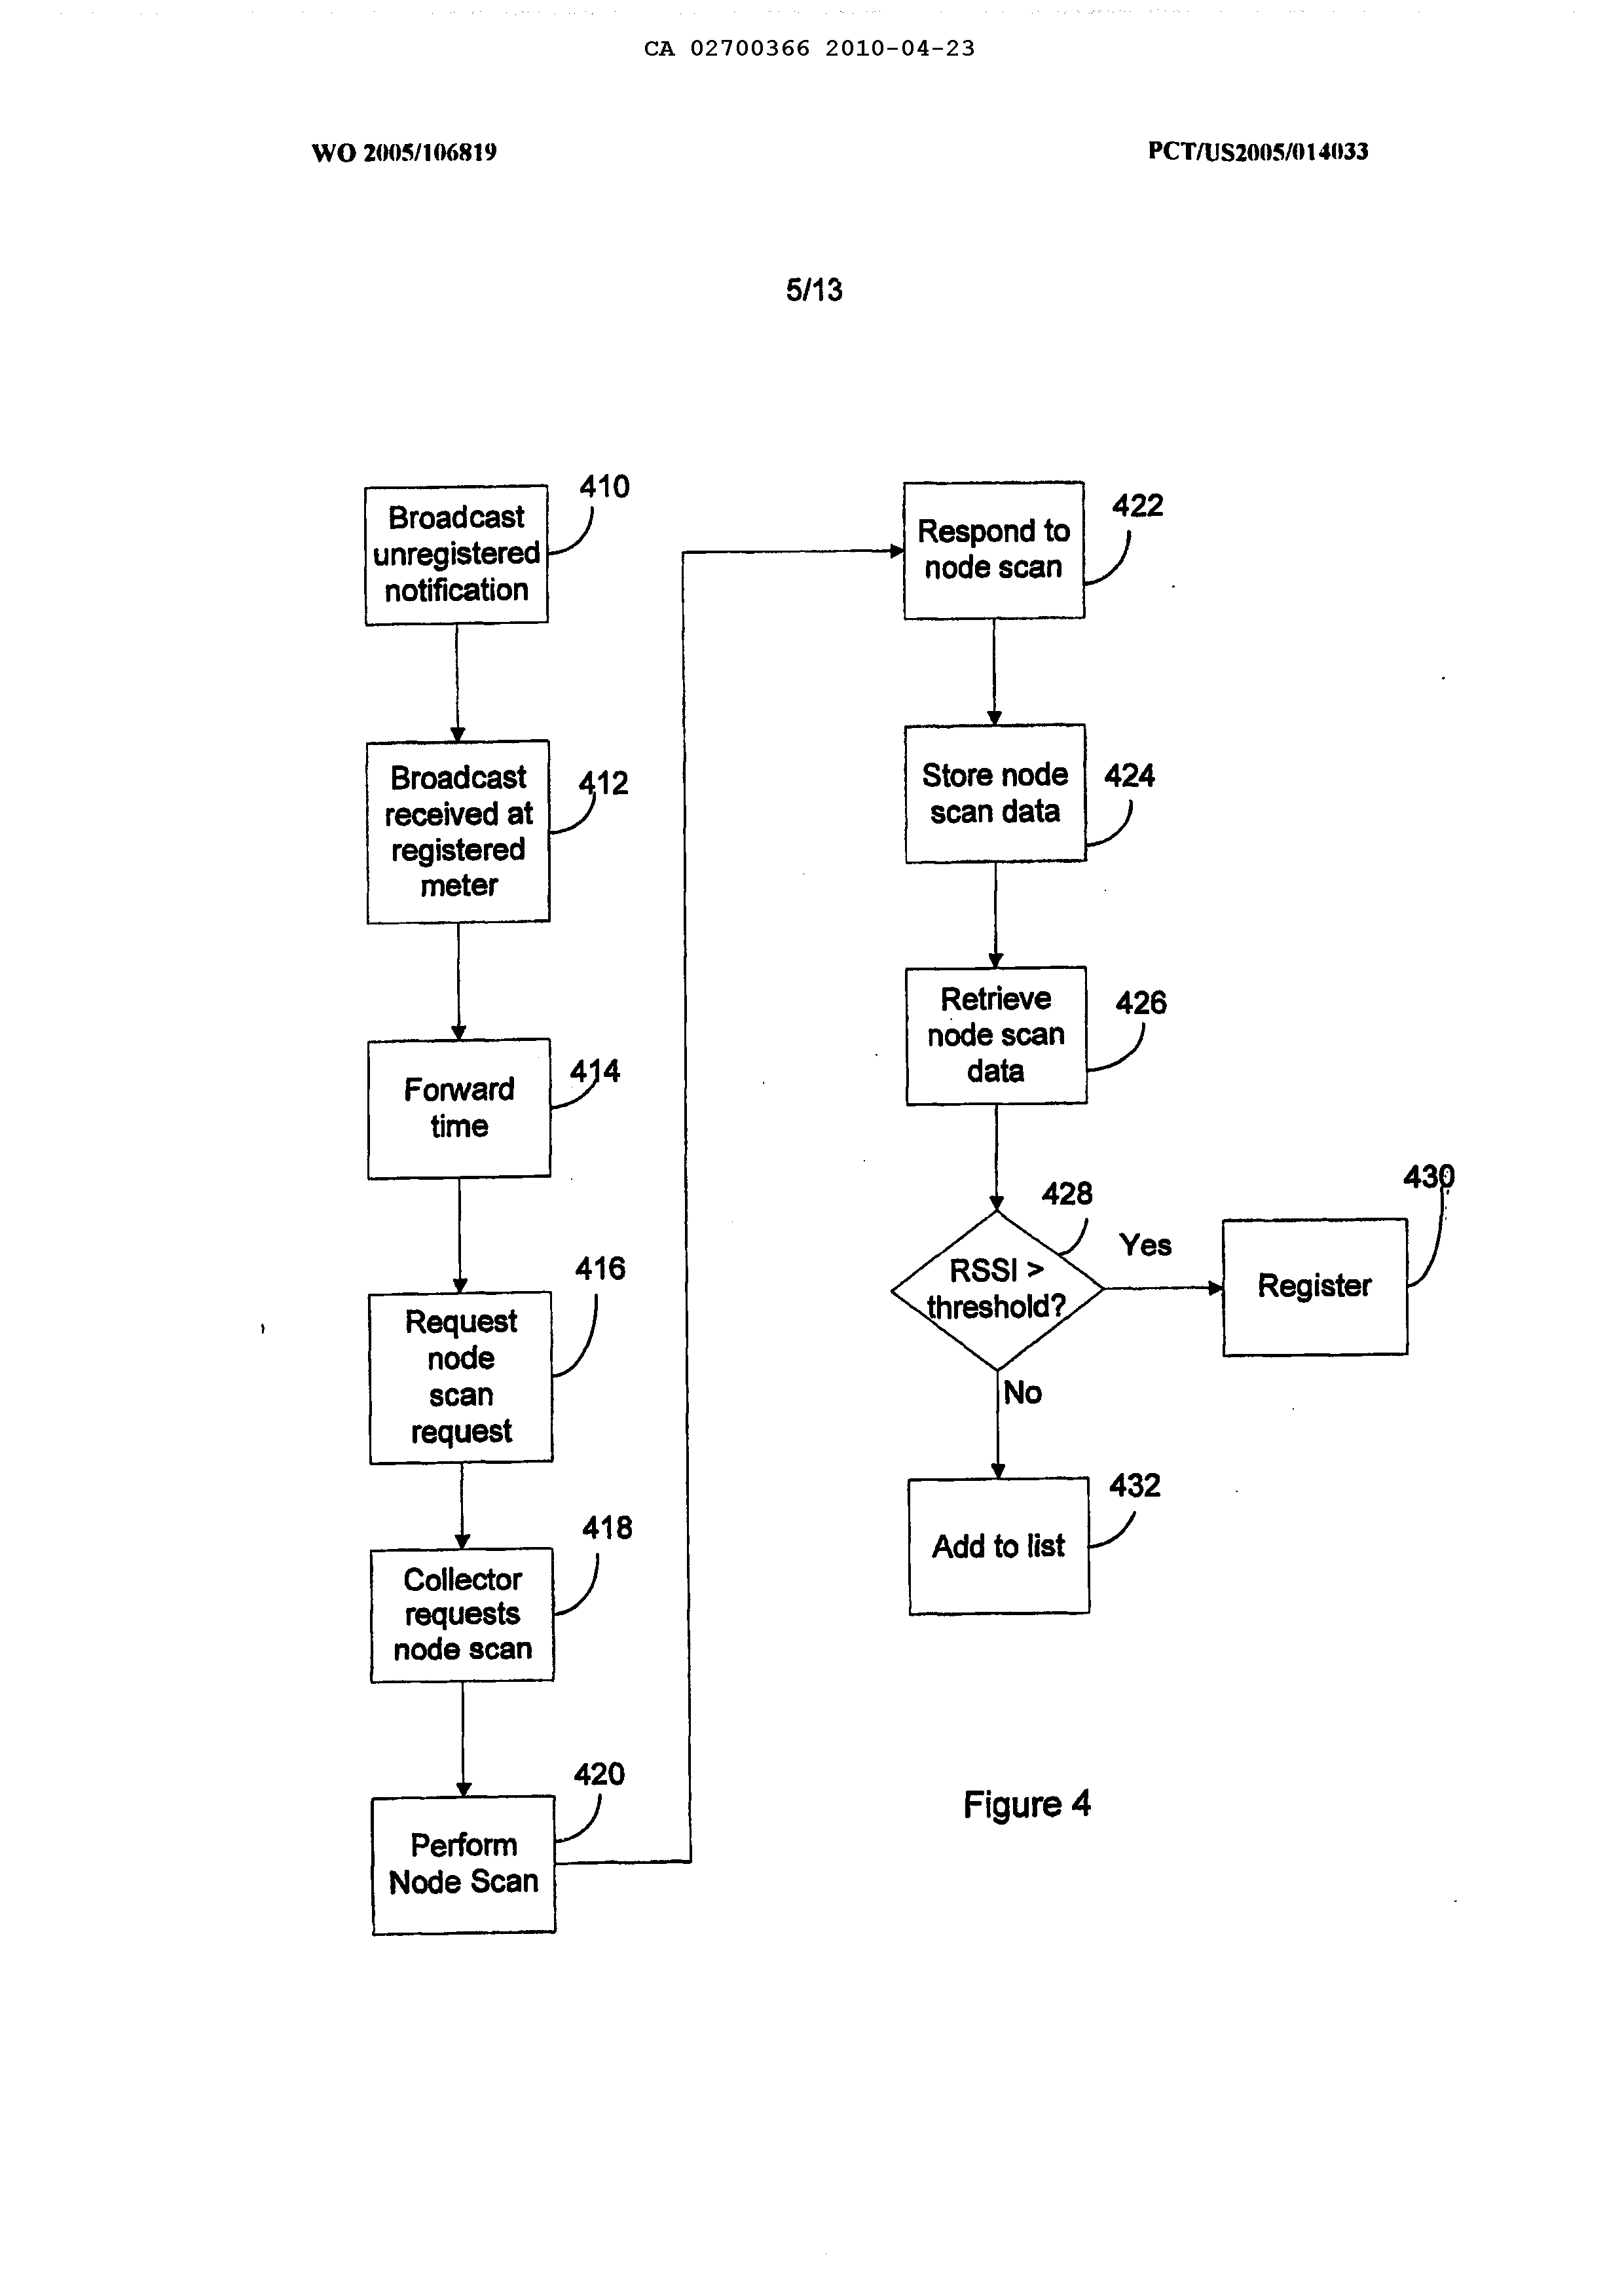 CA 02700366 2010-04-23
WO 2005/106819
PCT/US2005/014033
5/13
410
Broadcast
unregistered
notification
412
Broadcast
received at
registered
meter
414
Forward
time
416
Request
node
scan
request
418
Collector
requests
node scan
420
Perform
Node Scan
422
Respond to
node scan
424
Store node
scan data
426
Retrieve
node scan
data
428
RSSI >
threshold?
Yes
430
Register
No
432
Add to list
Figure 4